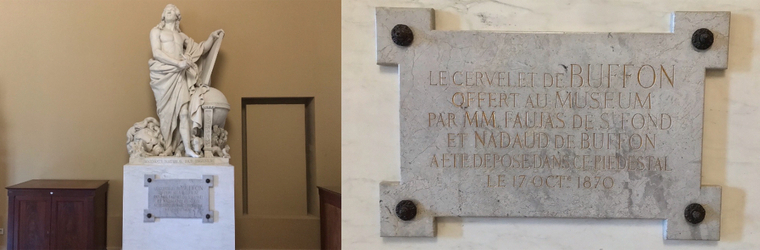 LE CERVELET DE BUFFON
OFFERT AU MUSEUM
PAR MM. FAUJAS DE ST FOND
ET NADAUD DE BUFFON
A ETE DEPOSE DANS CE PIEDESTAL
LE 17 OCT. 1870